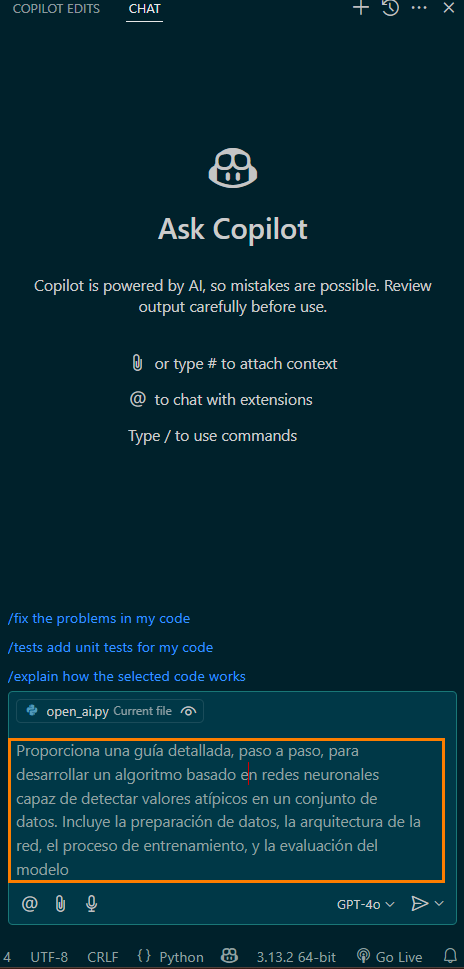 COPILOT EDITS CHAT
Ask Copilot
Copilot is powered by AI, so mistakes are possible. Review
output carefully before use.
or type # to attach context
@ to chat with extensions
Type / to use commands
/fix the problems in my code
/tests add unit tests for my code
/explain how the selected code works
open_ai.py Current file
Proporciona una guía detallada, paso a paso, para
desarrollar un algoritmo basado en redes neuronales
capaz de detectar valores atípicos en un conjunto de
datos. Incluye la preparación de datos, la arquitectura de la
red, el proceso de entrenamiento, y la evaluación del
modelo
@ GPT-4o
4 UTF-8 CRLF {} Python 3.13.2 64-bit Go Live